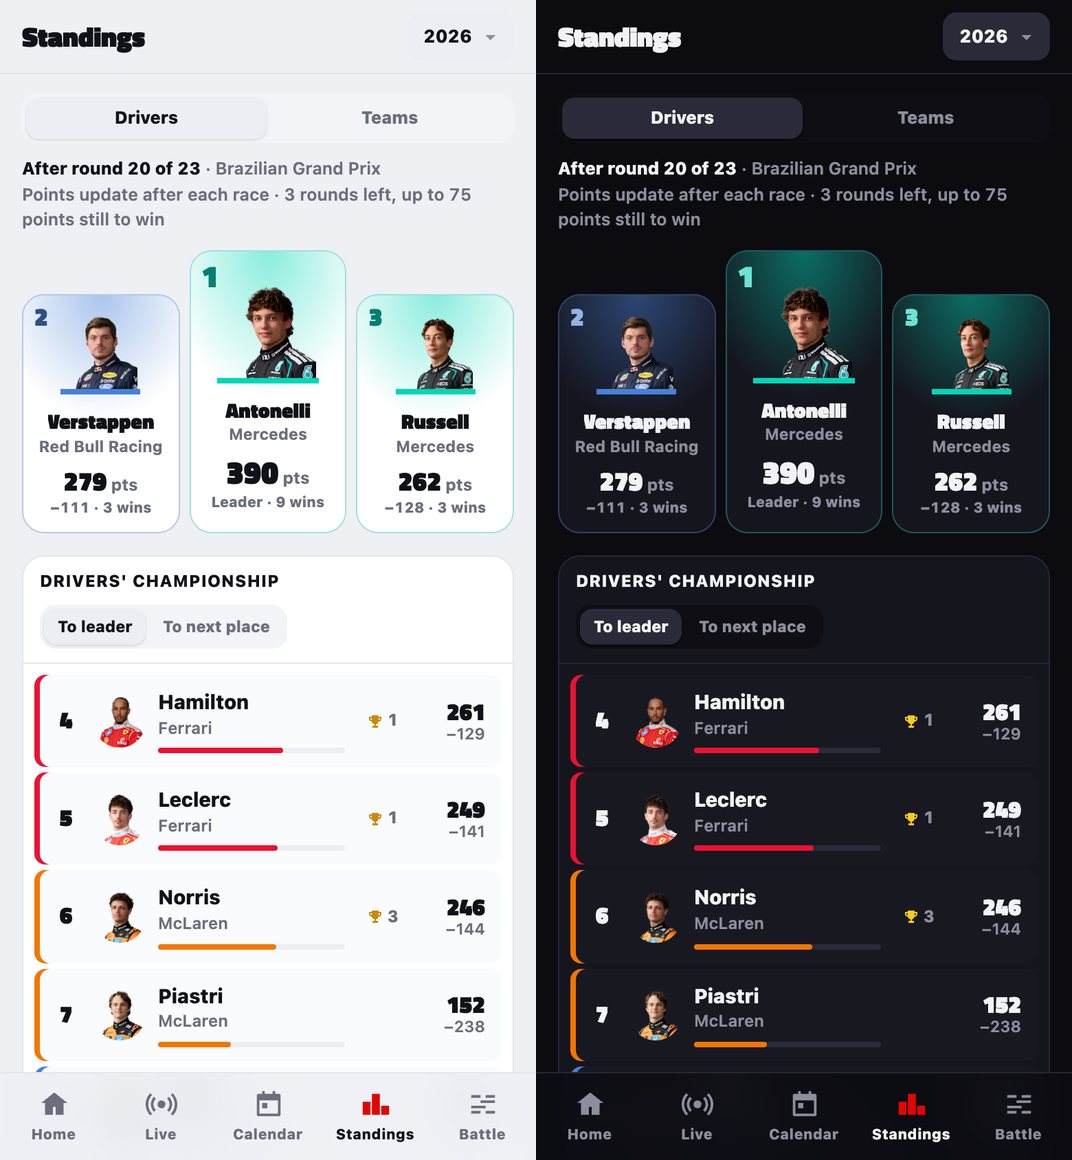 Standings
2026
Drivers
Teams
After round 20 of 23 · Brazilian Grand Prix
Points update after each race · 3 rounds left, up to 75
points still to win
2
Verstappen
Red Bull Racing
279 pts
−111 · 3 wins
1
Antonelli
Mercedes
390 pts
Leader · 9 wins
3
Russell
Mercedes
262 pts
−128 · 3 wins
DRIVERS' CHAMPIONSHIP
To leader
To next place
4
Hamilton
Ferrari
1
261
−129
5
Leclerc
Ferrari
1
249
−141
6
Norris
McLaren
3
246
−144
7
Piastri
McLaren
152
−238
Home
Live
Calendar
Standings
Battle
Standings
2026
Drivers
Teams
After round 20 of 23 · Brazilian Grand Prix
Points update after each race · 3 rounds left, up to 75
points still to win
2
Verstappen
Red Bull Racing
279 pts
−111 · 3 wins
1
Antonelli
Mercedes
390 pts
Leader · 9 wins
3
Russell
Mercedes
262 pts
−128 · 3 wins
DRIVERS' CHAMPIONSHIP
To leader
To next place
4
Hamilton
Ferrari
1
261
−129
5
Leclerc
Ferrari
1
249
−141
6
Norris
McLaren
3
246
−144
7
Piastri
McLaren
152
−238
Home
Live
Calendar
Standings
Battle